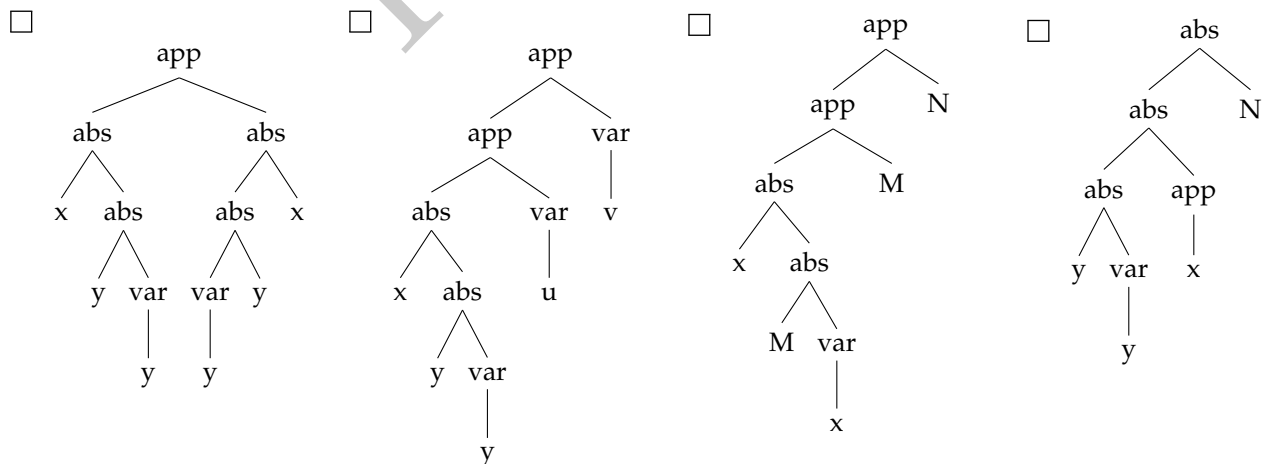 app
abs abs
x abs abs x
y var var y
y y
app
app var
abs var v
x abs u
y var
y
app
app N
abs M
x abs
M var
x
abs
abs N
abs app
y var x
y